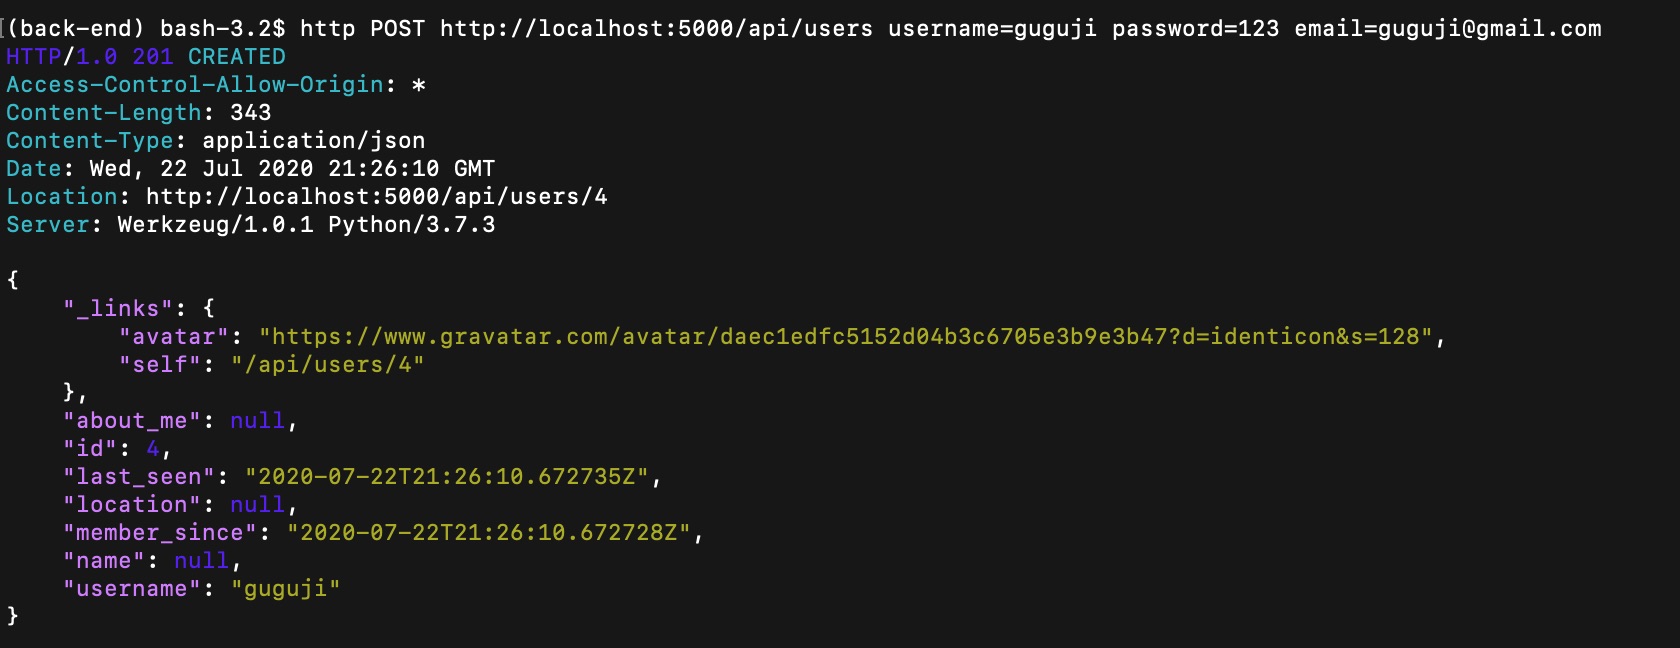 (back-end) bash-3.2$ http POST http://localhost:5000/api/users username=guguji password=123 email=guguji@gmail.com
HTTP/1.0 201 CREATED
Access-Control-Allow-Origin: *
Content-Length: 343
Content-Type: application/json
Date: Wed, 22 Jul 2020 21:26:10 GMT
Location: http://localhost:5000/api/users/4
Server: Werkzeug/1.0.1 Python/3.7.3

{
    "_links": {
        "avatar": "https://www.gravatar.com/avatar/daec1edfc5152d04b3c6705e3b9e3b47?d=identicon&s=128",
        "self": "/api/users/4"
    },
    "about_me": null,
    "id": 4,
    "last_seen": "2020-07-22T21:26:10.672735Z",
    "location": null,
    "member_since": "2020-07-22T21:26:10.672728Z",
    "name": null,
    "username": "guguji"
}